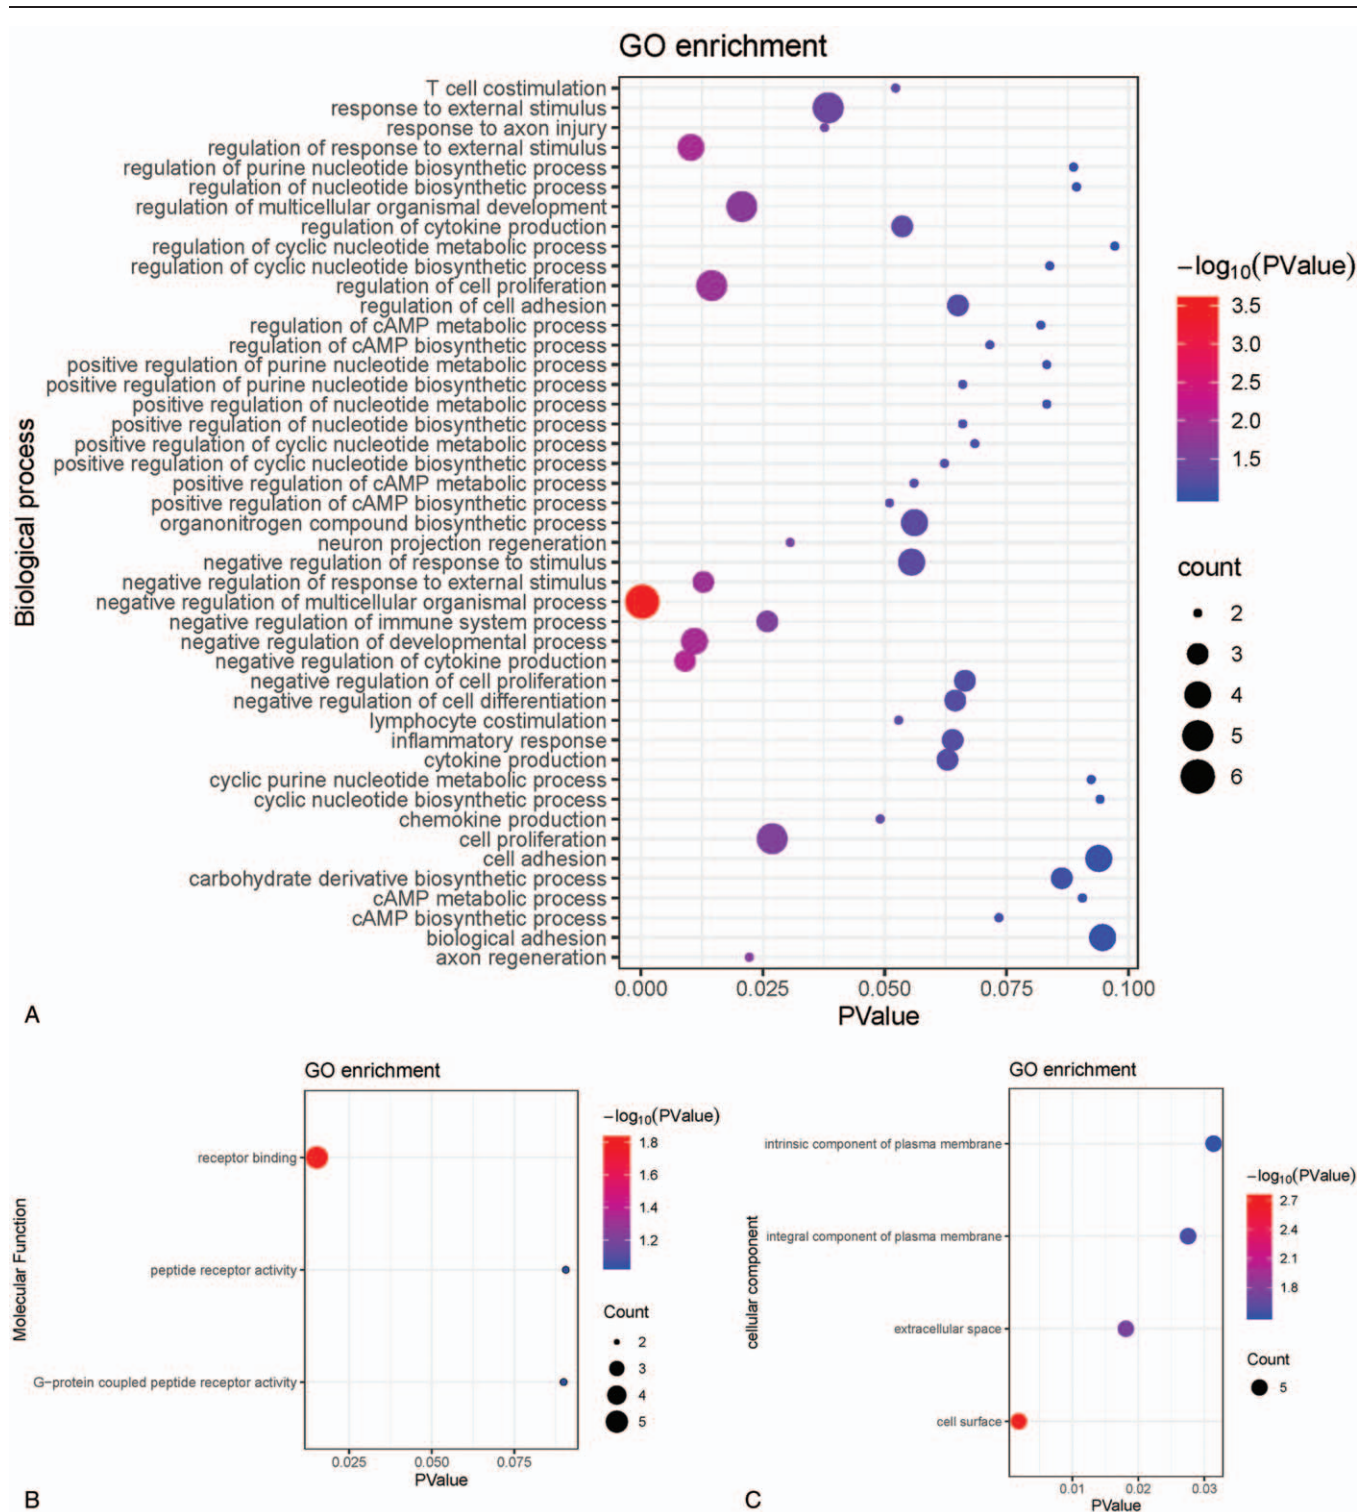 GO enrichment
Biological process
T cell costimulation
response to external stimulus
response to axon injury
regulation of response to external stimulus
regulation of purine nucleotide biosynthetic process
regulation of nucleotide biosynthetic process
regulation of multicellular organismal development
regulation of cytokine production
regulation of cyclic nucleotide metabolic process
regulation of cyclic nucleotide biosynthetic process
regulation of cell proliferation
regulation of cell adhesion
regulation of cAMP metabolic process
regulation of cAMP biosynthetic process
positive regulation of purine nucleotide metabolic process
positive regulation of purine nucleotide biosynthetic process
positive regulation of nucleotide metabolic process
positive regulation of nucleotide biosynthetic process
positive regulation of cyclic nucleotide metabolic process
positive regulation of cyclic nucleotide biosynthetic process
positive regulation of cAMP metabolic process
positive regulation of cAMP biosynthetic process
organonitrogen compound biosynthetic process
neuron projection regeneration
negative regulation of response to stimulus
negative regulation of response to external stimulus
negative regulation of multicellular organismal process
negative regulation of immune system process
negative regulation of developmental process
negative regulation of cytokine production
negative regulation of cell proliferation
negative regulation of cell differentiation
lymphocyte costimulation
inflammatory response
cytokine production
cyclic purine nucleotide metabolic process
cyclic nucleotide biosynthetic process
chemokine production
cell proliferation
cell adhesion
carbohydrate derivative biosynthetic process
cAMP metabolic process
cAMP biosynthetic process
biological adhesion
axon regeneration
0.000 0.025 0.050 0.075 0.100
PValue
−log₁₀(PValue)
3.5
3.0
2.5
2.0
1.5
count
2
3
4
5
6
A
GO enrichment
Molecular Function
receptor binding
peptide receptor activity
G−protein coupled peptide receptor activity
0.025 0.050 0.075
PValue
−log₁₀(PValue)
1.8
1.6
1.4
1.2
Count
2
3
4
5
B
GO enrichment
cellular component
intrinsic component of plasma membrane
integral component of plasma membrane
extracellular space
cell surface
0.01 0.02 0.03
PValue
−log₁₀(PValue)
2.7
2.4
2.1
1.8
Count
5
C